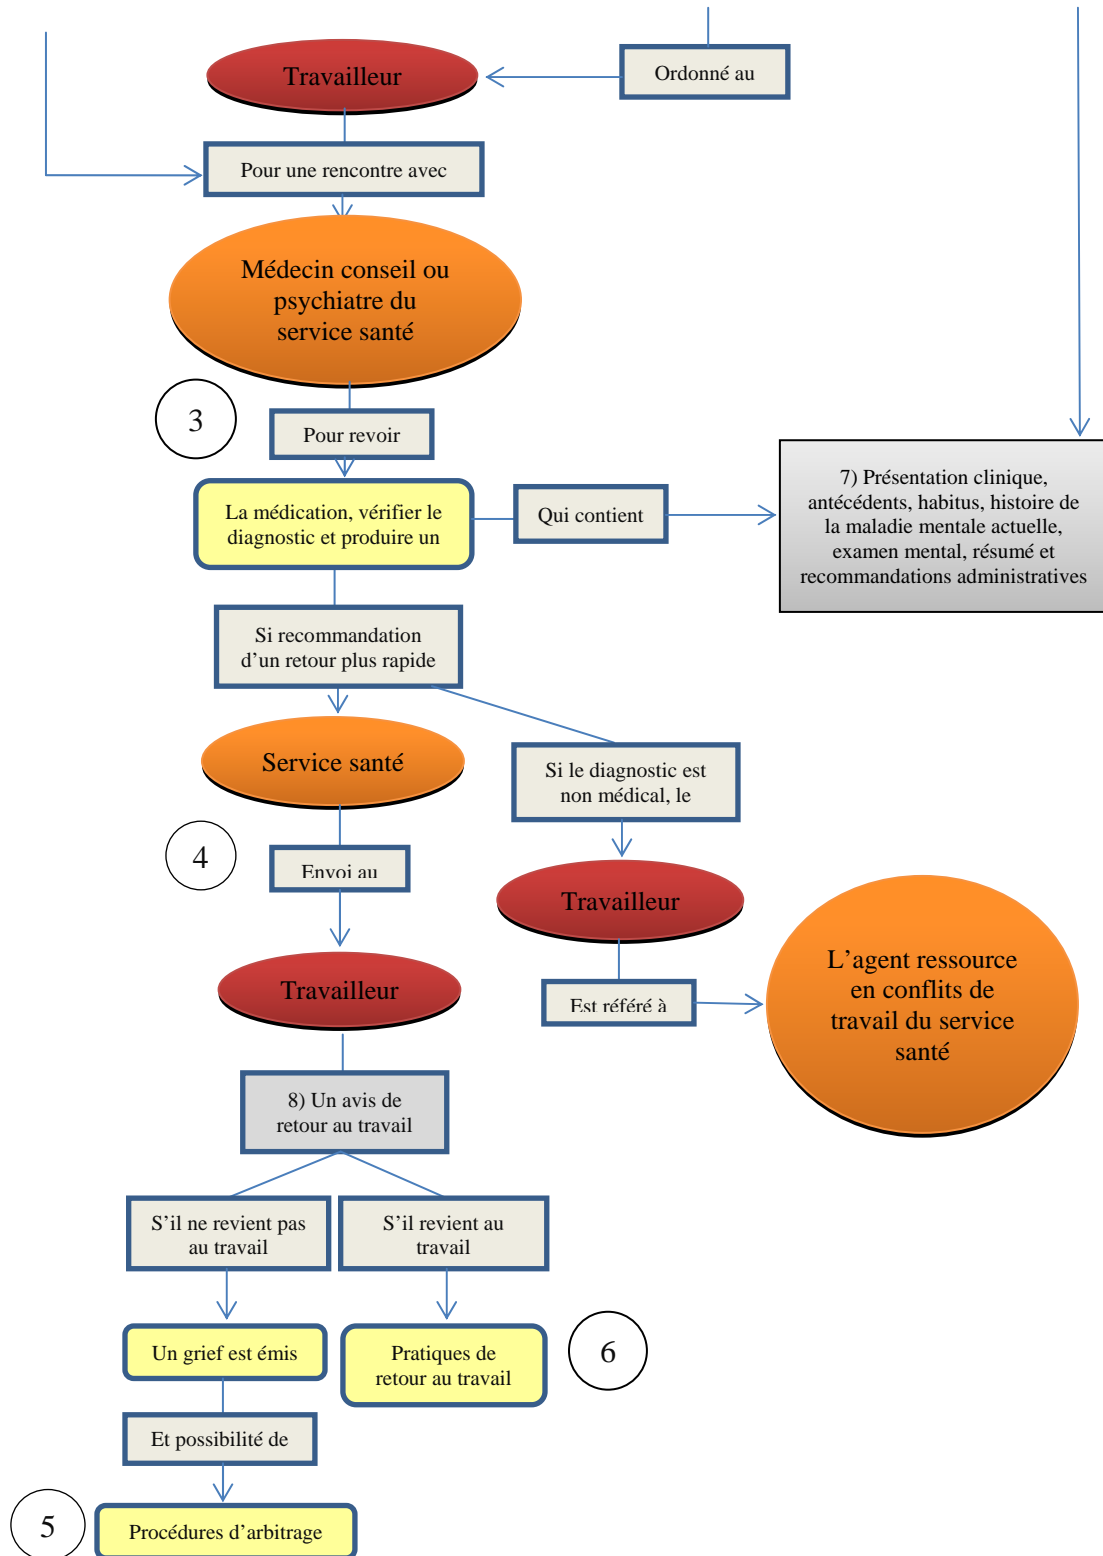 Travailleur
Ordonné au
Pour une rencontre avec
Médecin conseil ou
psychiatre du
service santé
3
Pour revoir
La médication, vérifier le
diagnostic et produire un
Qui contient
7) Présentation clinique,
antécédents, habitus, histoire de
la maladie mentale actuelle,
examen mental, résumé et
recommandations administratives
Si recommandation
d’un retour plus rapide
Service santé
Si le diagnostic est
non médical, le
4
Envoi au
Travailleur
Travailleur
Est référé à
L’agent ressource
en conflits de
travail du service
santé
8) Un avis de
retour au travail
S’il ne revient pas
au travail
S’il revient au
travail
Un grief est émis
Pratiques de
retour au travail
6
Et possibilité de
5
Procédures d’arbitrage